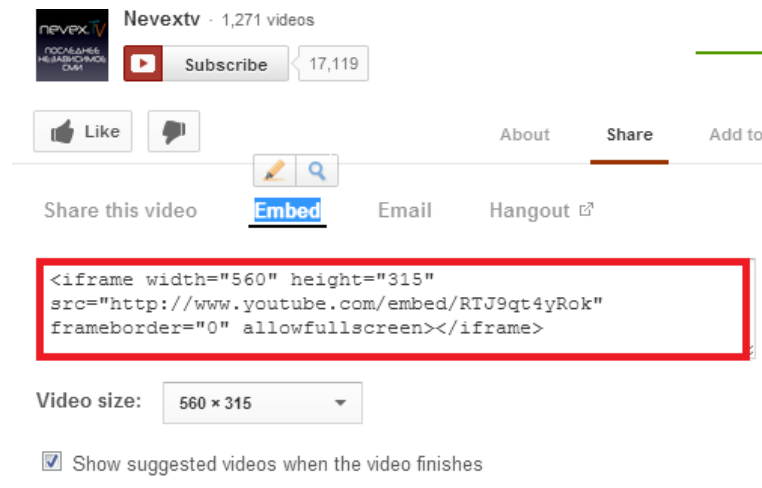 Nevextv · 1,271 videos
nevex.TV
ПОСЛЕДНЕЕ
НЕЗАВИСИМОЕ
СМИ
Subscribe 17,119
Like
About Share Add to
Share this video Embed Email Hangout
<iframe width="560" height="315"
src="http://www.youtube.com/embed/RTJ9qt4yRok"
frameborder="0" allowfullscreen></iframe>
Video size: 560 × 315
Show suggested videos when the video finishes